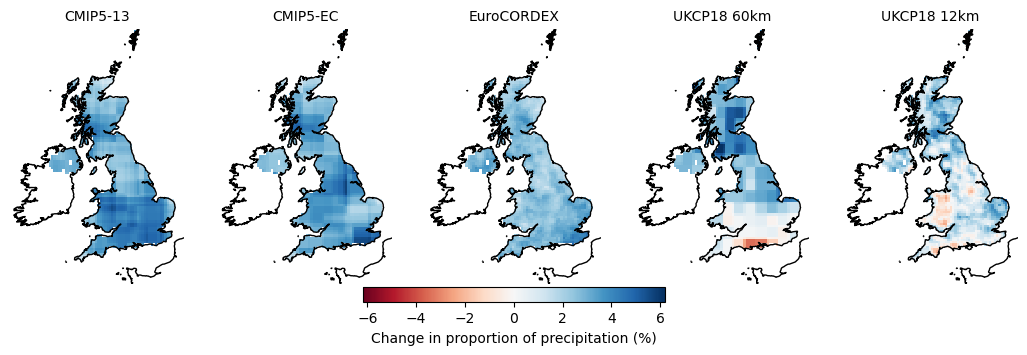 CMIP5-13 CMIP5-EC EuroCORDEX UKCP18 60km UKCP18 12km
−6 −4 −2 0 2 4 6
Change in proportion of precipitation (%)